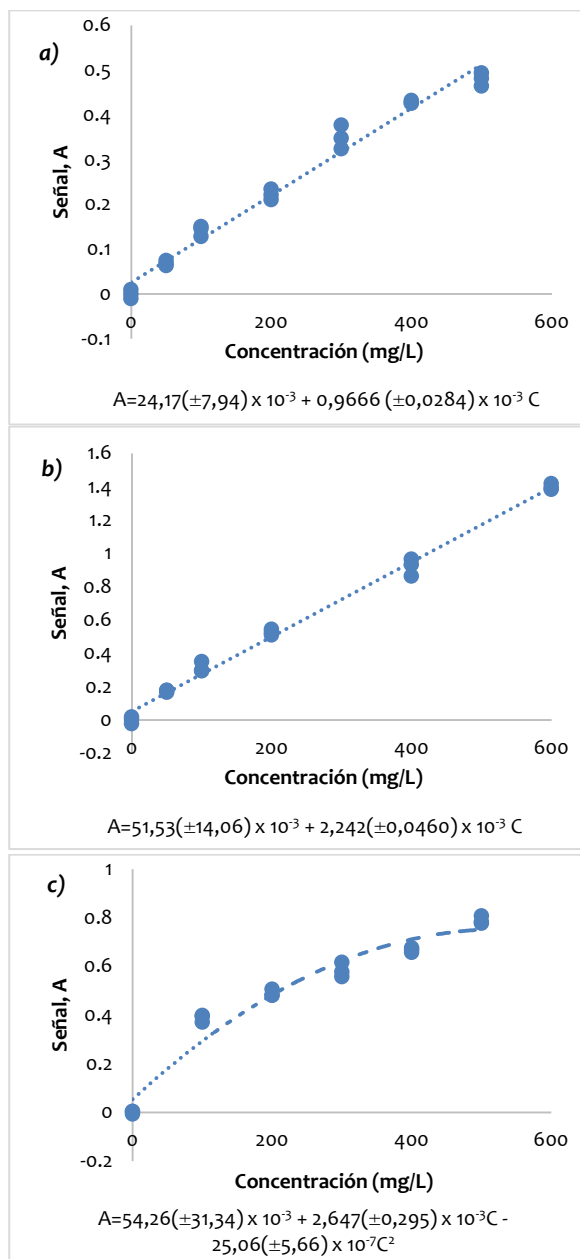 a)
0.6
0.5
0.4
0.3
0.2
0.1
0
-0.1
Señal, A
0 200 400 600
Concentración (mg/L)
A=24,17(±7,94) x 10⁻³ + 0,9666 (±0,0284) x 10⁻³ C
b)
1.6
1.4
1.2
1
0.8
0.6
0.4
0.2
0
-0.2
Señal, A
0 200 400 600
Concentración (mg/L)
A=51,53(±14,06) x 10⁻³ + 2,242(±0,0460) x 10⁻³ C
c)
1
0.8
0.6
0.4
0.2
0
-0.2
Señal, A
0 200 400 600
Concentración (mg/L)
A=54,26(±31,34) x 10⁻³ + 2,647(±0,295) x 10⁻³C -
25,06(±5,66) x 10⁻⁷C²